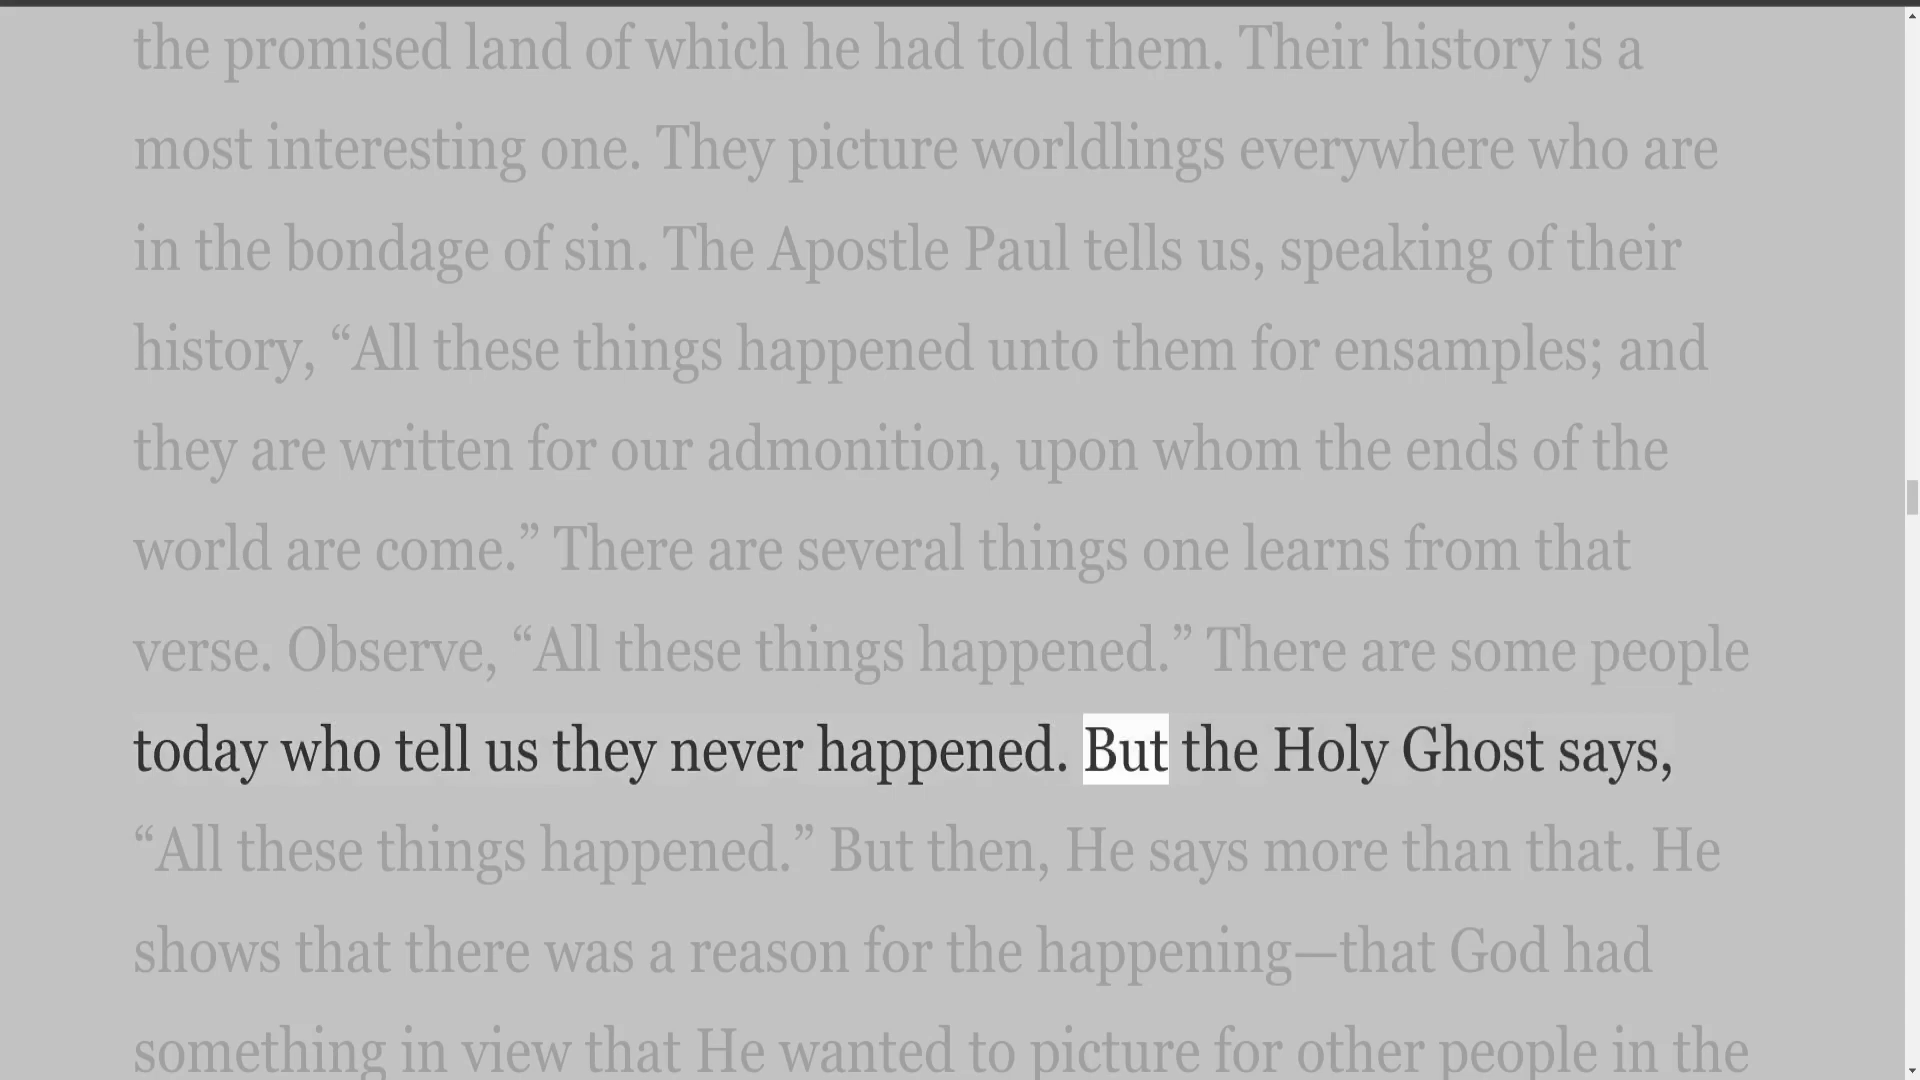 the promised land of which he had told them. Their history is a
most interesting one. They picture worldlings everywhere who are
in the bondage of sin. The Apostle Paul tells us, speaking of their
history, “All these things happened unto them for ensamples; and
they are written for our admonition, upon whom the ends of the
world are come.” There are several things one learns from that
verse. Observe, “All these things happened.” There are some people
today who tell us they never happened. But the Holy Ghost says,
“All these things happened.” But then, He says more than that. He
shows that there was a reason for the happening—that God had
something in view that He wanted to picture for other people in the